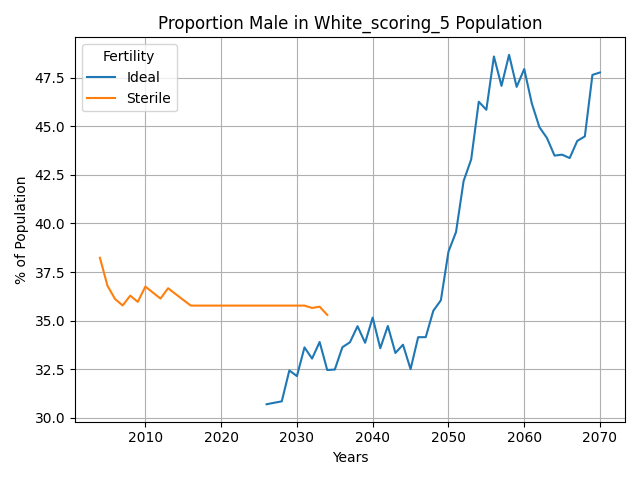 Proportion Male in White_scoring_5 Population
Fertility
Ideal
Sterile
% of Population
47.5
45.0
42.5
40.0
37.5
35.0
32.5
30.0
2010
2020
2030
2040
2050
2060
2070
Years